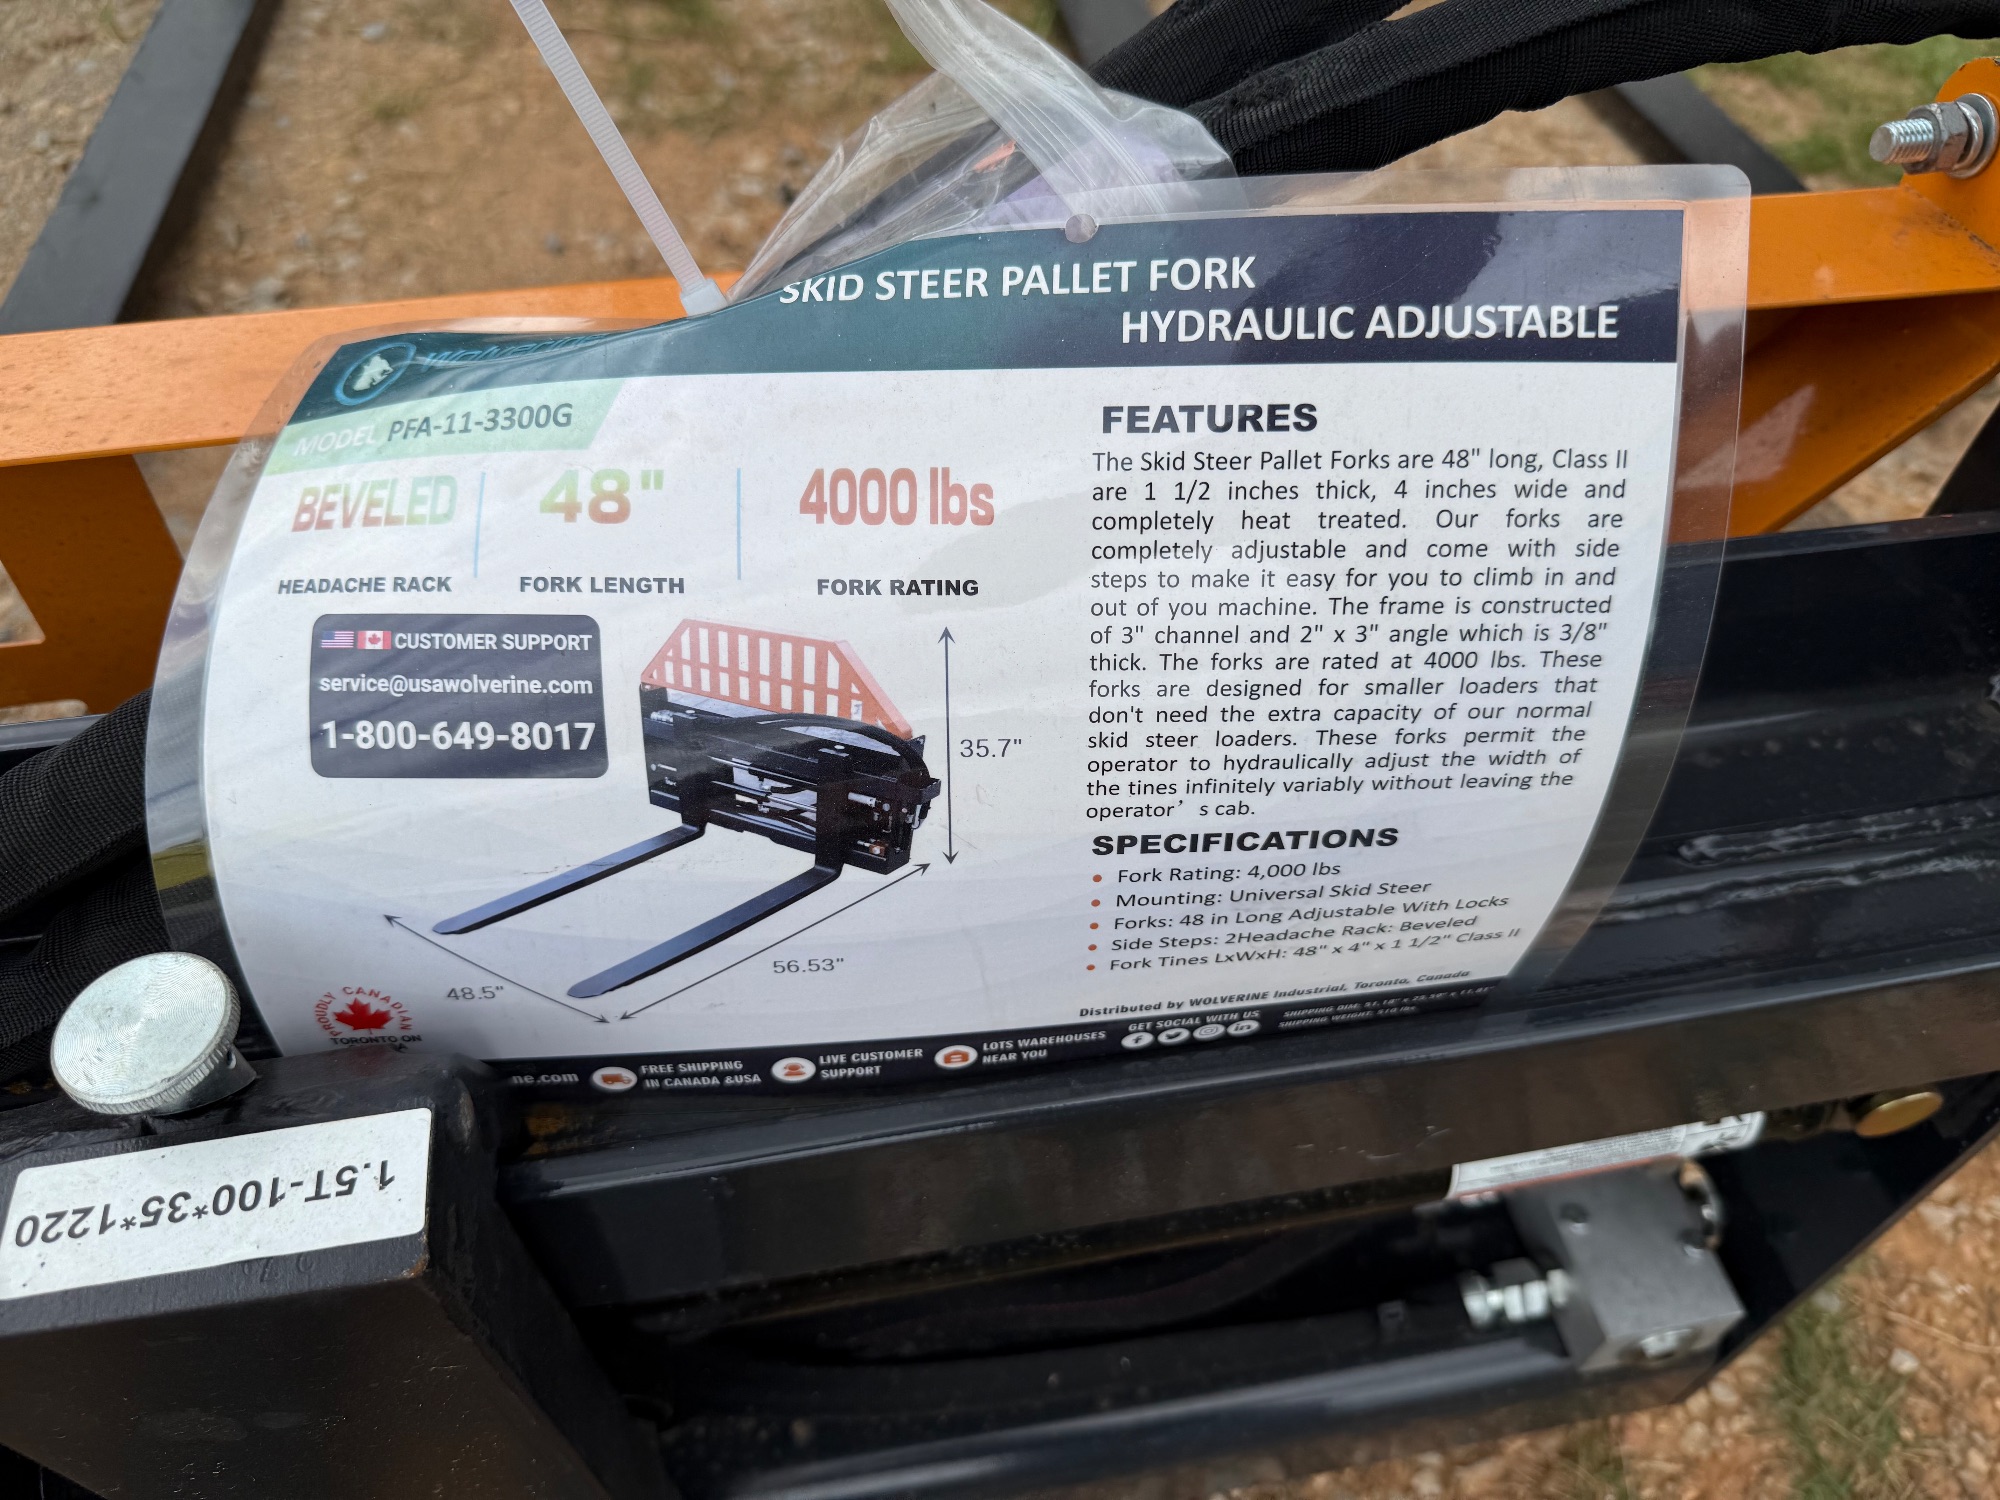 SKID STEER PALLET FORK
HYDRAULIC ADJUSTABLE
Wolverine
MODEL PFA-11-3300G
BEVELED
HEADACHE RACK
48"
FORK LENGTH
4000 lbs
FORK RATING
CUSTOMER SUPPORT
service@usawolverine.com
1-800-649-8017
35.7"
56.53"
48.5"
PROUDLY CANADIAN
TORONTO ON
FEATURES
The Skid Steer Pallet Forks are 48" long, Class II
are 1 1/2 inches thick, 4 inches wide and
completely heat treated. Our forks are
completely adjustable and come with side
steps to make it easy for you to climb in and
out of you machine. The frame is constructed
of 3" channel and 2" x 3" angle which is 3/8"
thick. The forks are rated at 4000 lbs. These
forks are designed for smaller loaders that
don't need the extra capacity of our normal
skid steer loaders. These forks permit the
operator to hydraulically adjust the width of
the tines infinitely variably without leaving the
operator's cab.
SPECIFICATIONS
• Fork Rating: 4,000 lbs
• Mounting: Universal Skid Steer
• Forks: 48 in Long Adjustable With Locks
• Side Steps: 2Headache Rack: Beveled
• Fork Tines LxWxH: 48" x 4" x 1 1/2" Class II
Distributed by WOLVERINE Industrial, Toronto, Canada
ne.com
FREE SHIPPING
IN CANADA &USA
LIVE CUSTOMER
SUPPORT
LOTS WAREHOUSES
NEAR YOU
GET SOCIAL WITH US
1.5T-100*35*1220